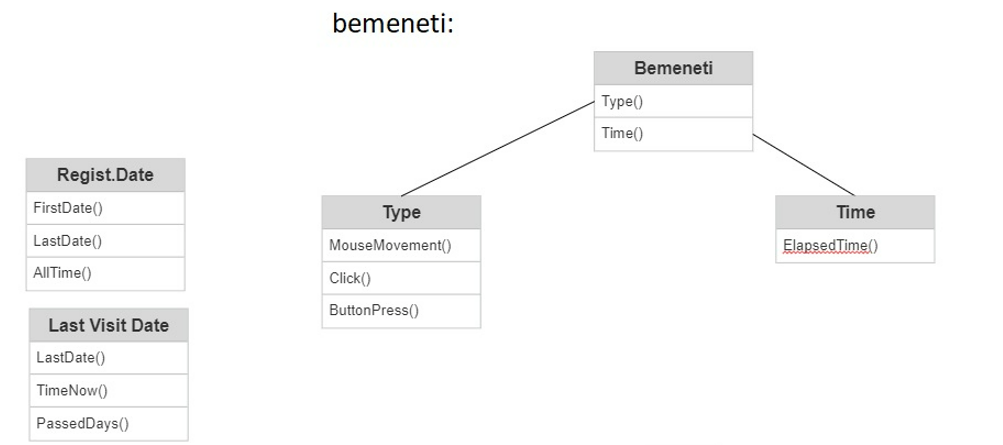 bemeneti:
Bemeneti
Type()
Time()
Regist.Date
FirstDate()
LastDate()
AllTime()
Last Visit Date
LastDate()
TimeNow()
PassedDays()
Type
MouseMovement()
Click()
ButtonPress()
Time
ElapsedTime()